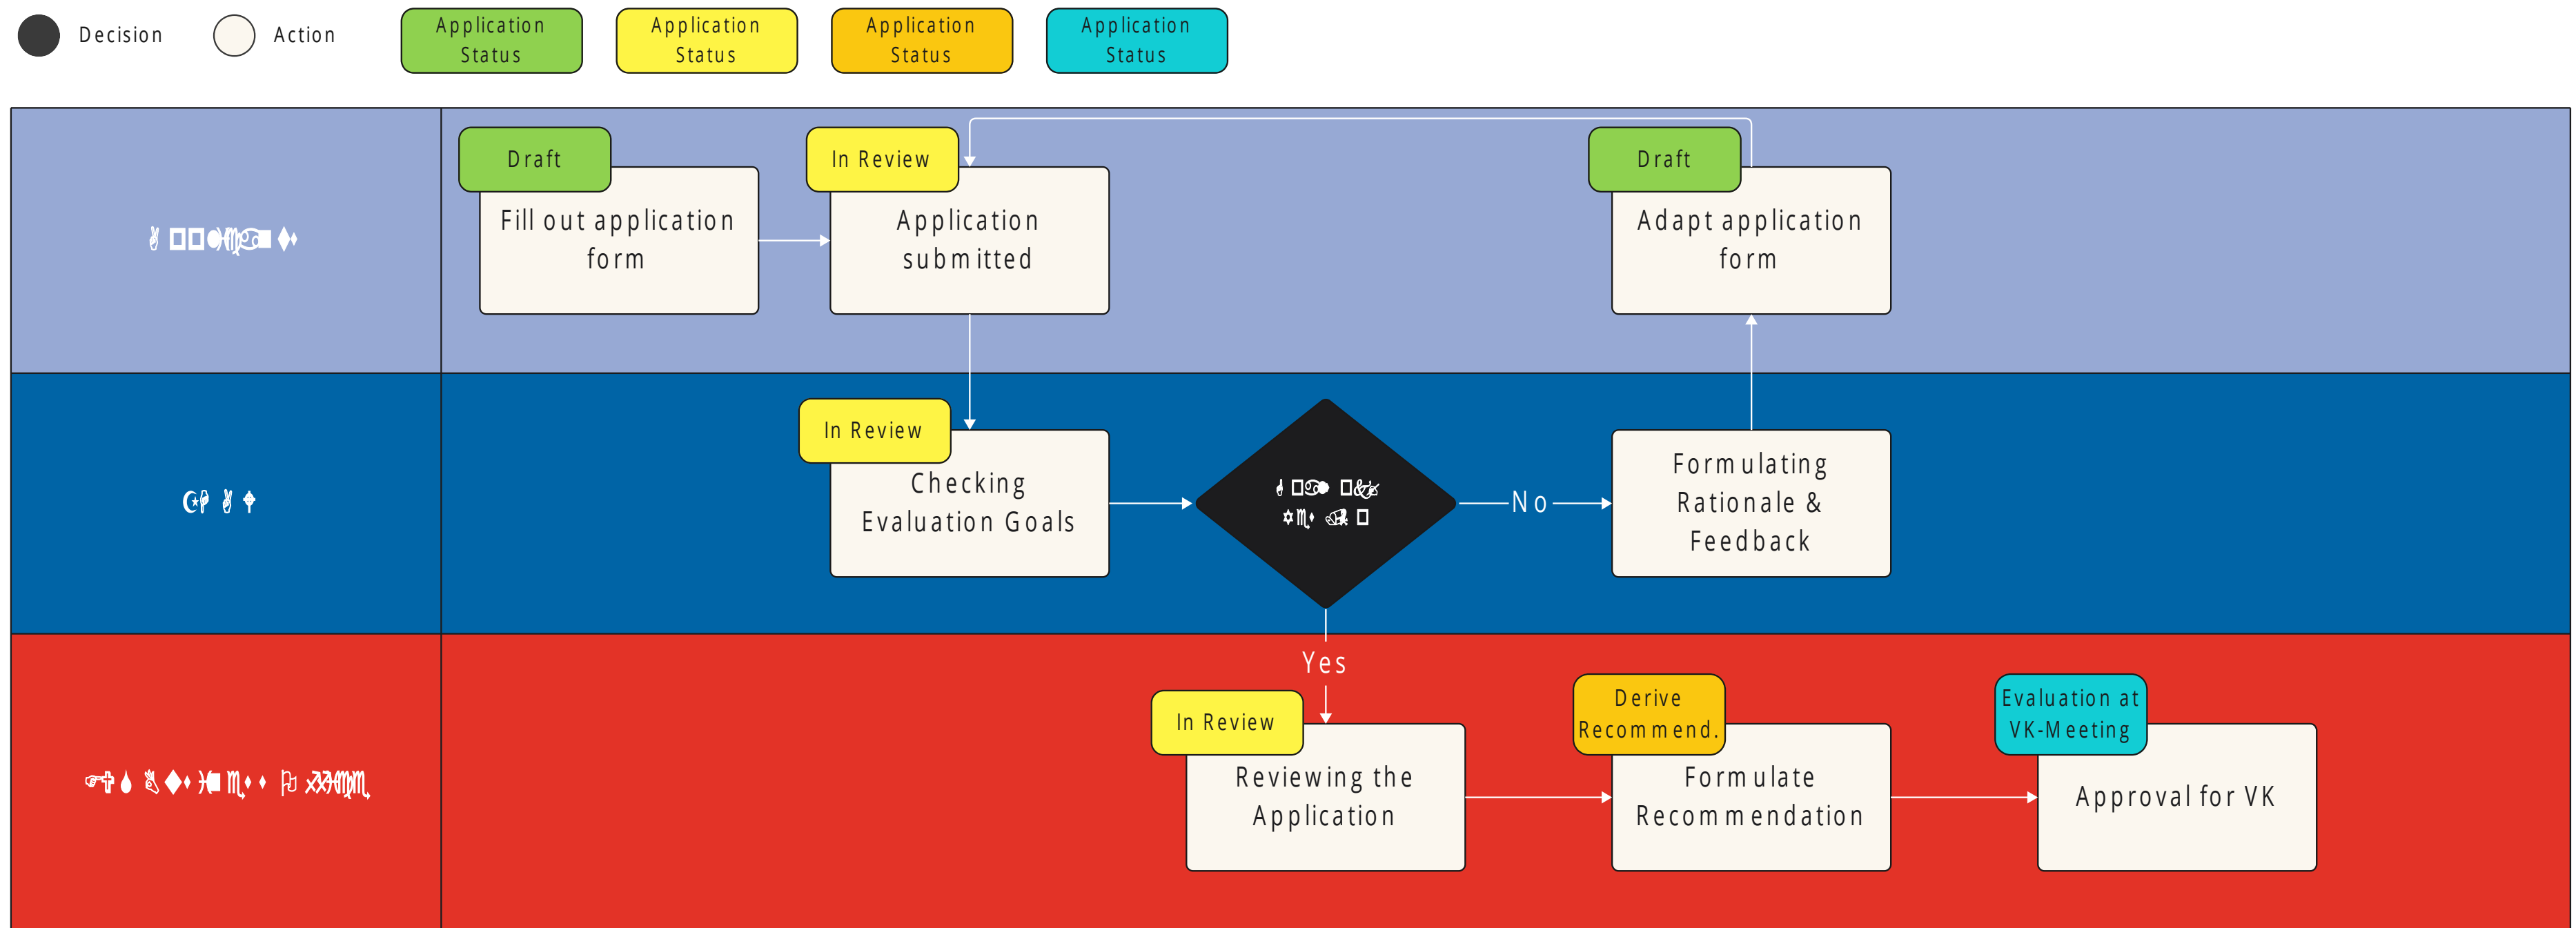 Decision
Action
Application
Status
Application
Status
Application
Status
Application
Status
Draft
Fill out application
form
In Review
Application
submitted
Draft
Adapt application
form
In Review
Checking
Evaluation Goals
No
Formulating
Rationale &
Feedback
Yes
In Review
Reviewing the
Application
Derive
Recommend.
Formulate
Recommendation
Evaluation at
VK-Meeting
Approval for VK